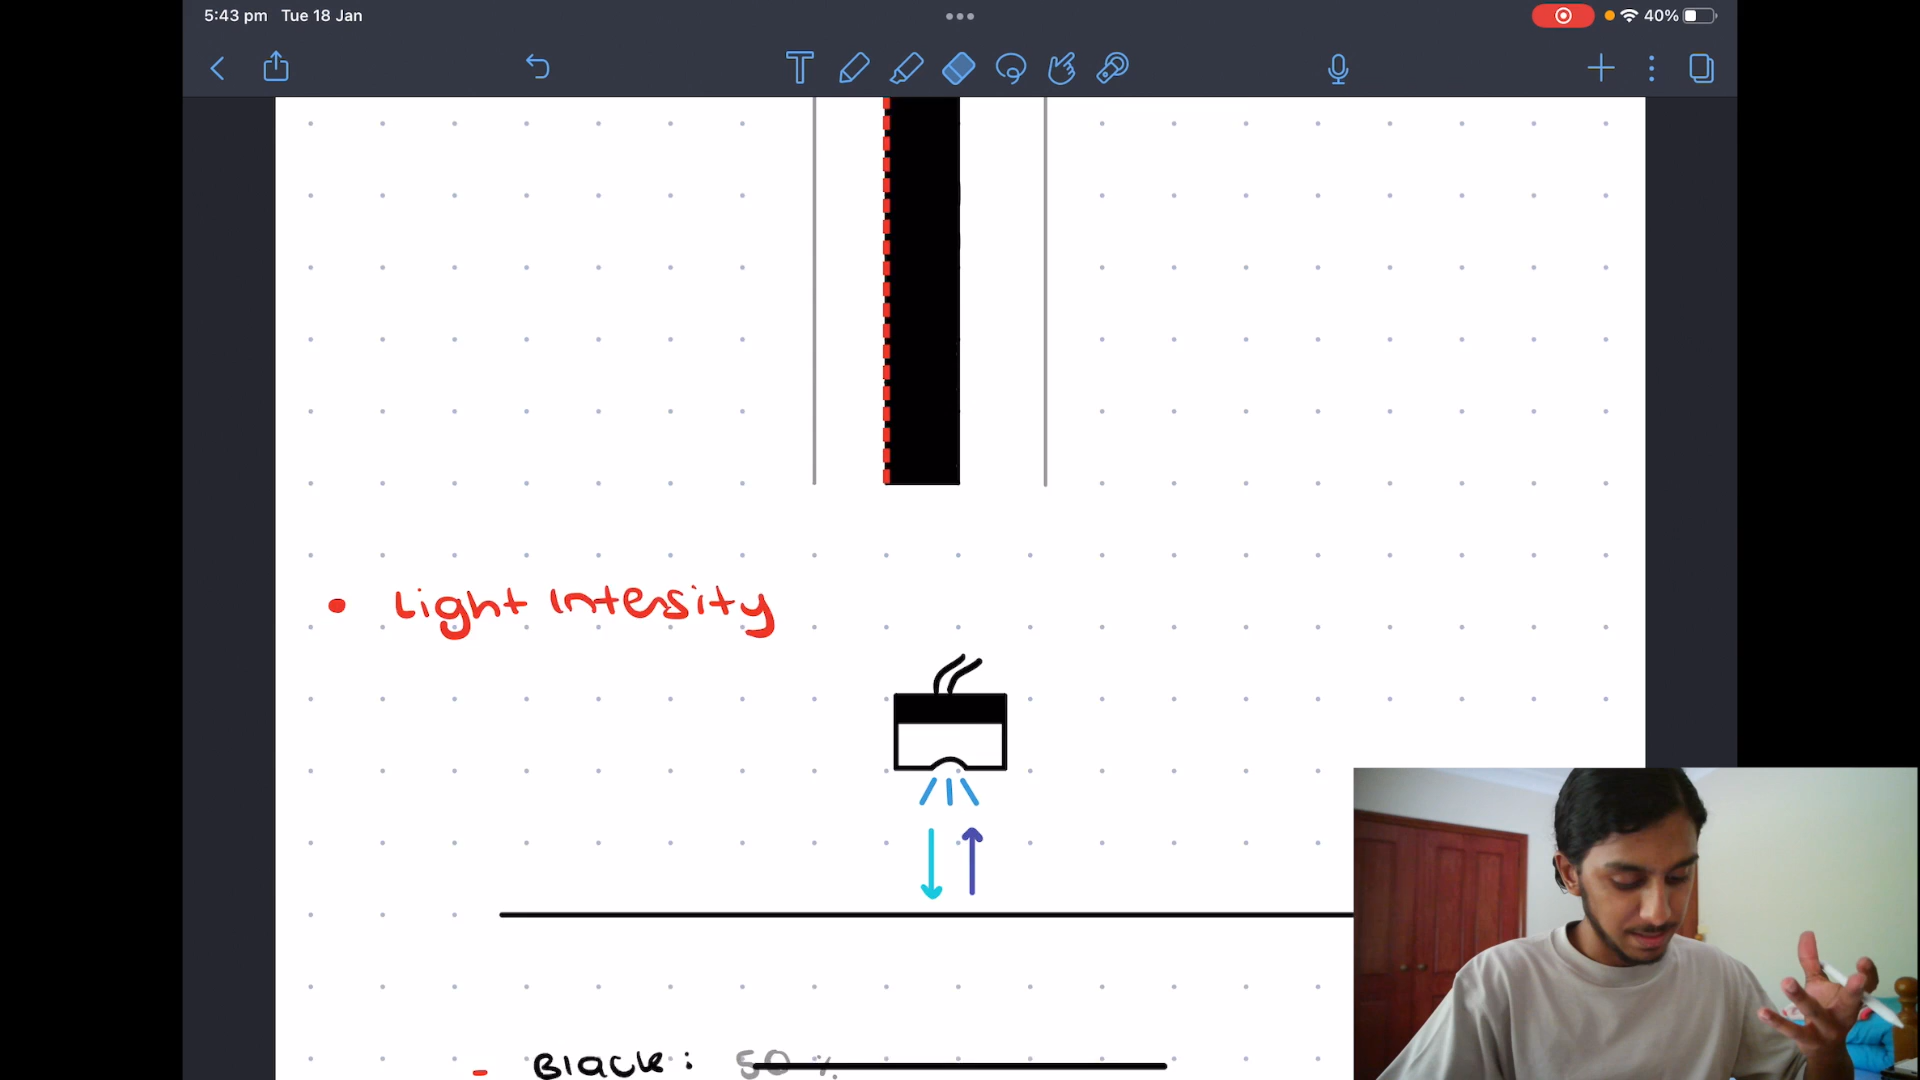 5:43 pm Tue 18 Jan
40%
T
• Light Intensity
- Black: 50 %